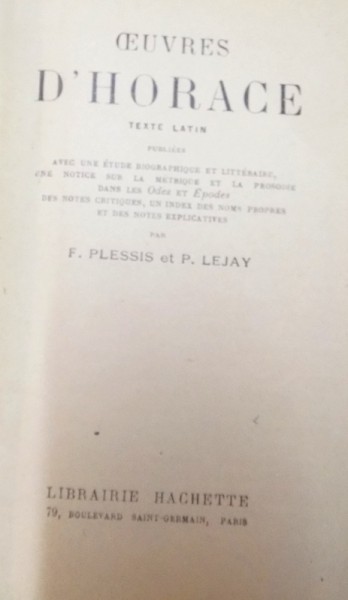 ŒUVRES
D'HORACE
TEXTE LATIN
PUBLIÉES
AVEC UNE ÉTUDE BIOGRAPHIQUE ET LITTÉRAIRE,
UNE NOTICE SUR LA MÉTRIQUE ET LA PROSODIE
DANS LES Odes ET Épodes
DES NOTES CRITIQUES, UN INDEX DES NOMS PROPRES
ET DES NOTES EXPLICATIVES
PAR
F. PLESSIS et P. LEJAY
LIBRAIRIE HACHETTE
79, BOULEVARD SAINT-GERMAIN, PARIS